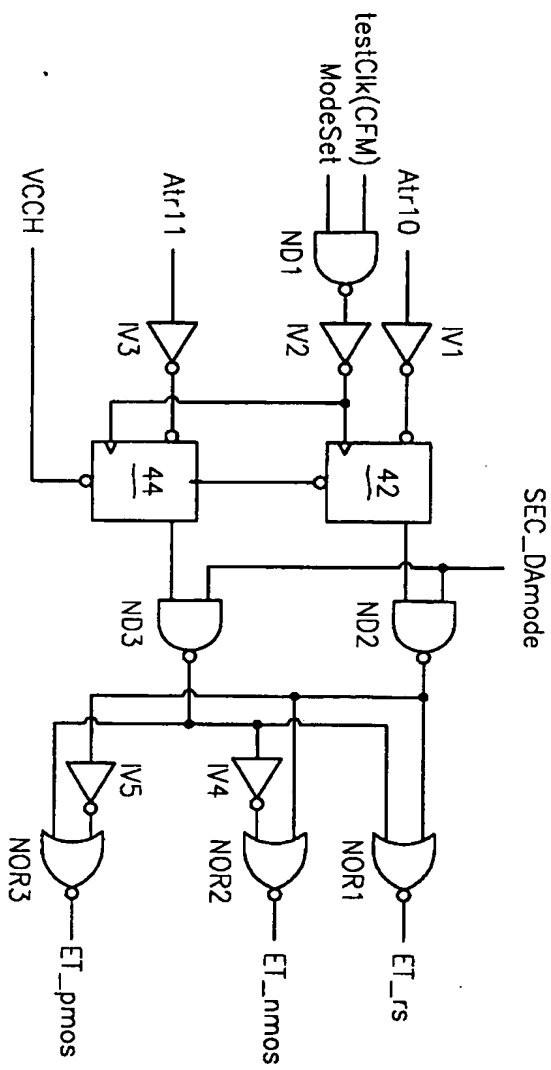 SEC_DAmode
Atr10
IV1
testClk(CFM)
ModeSet
ND1
IV2
42
ND2
NOR1
ET_rs
Atr11
IV3
44
ND3
IV4
NOR2
ET_nmos
VCCH
IV5
NOR3
ET_pmos